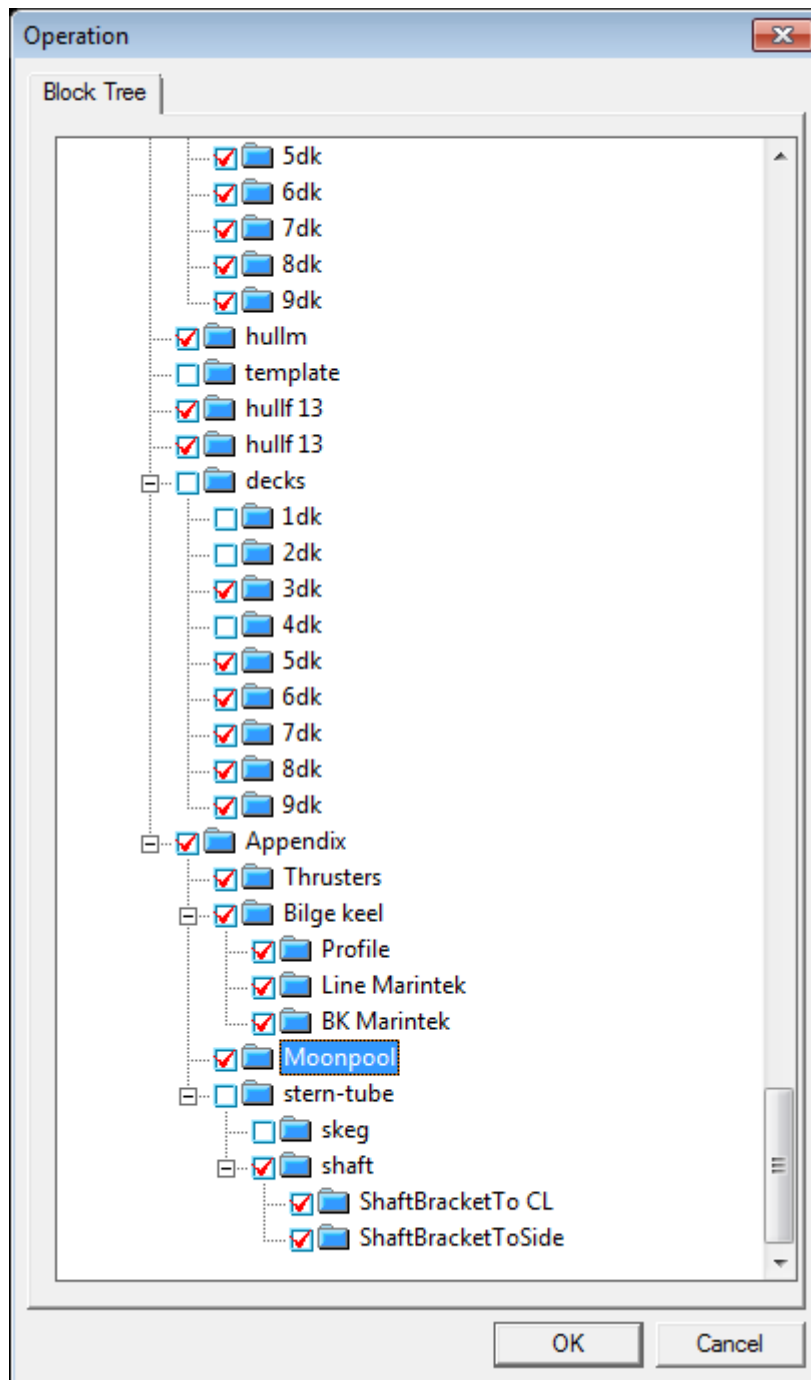 Operation
Block Tree
5dk
6dk
7dk
8dk
9dk
hullm
template
hullf 13
hullf 13
decks
1dk
2dk
3dk
4dk
5dk
6dk
7dk
8dk
9dk
Appendix
Thrusters
Bilge keel
Profile
Line Marintek
BK Marintek
Moonpool
stern-tube
skeg
shaft
ShaftBracketTo CL
ShaftBracketToSide
OK Cancel